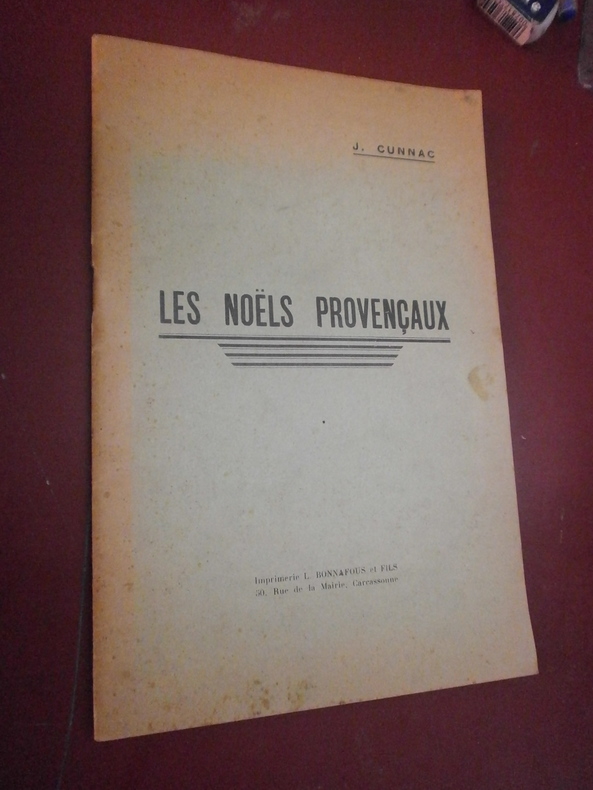 J. CUNNAC
LES NOËLS PROVENÇAUX
Imprimerie L. BONNAFOUS et FILS
50, Rue de la Mairie, Carcassonne